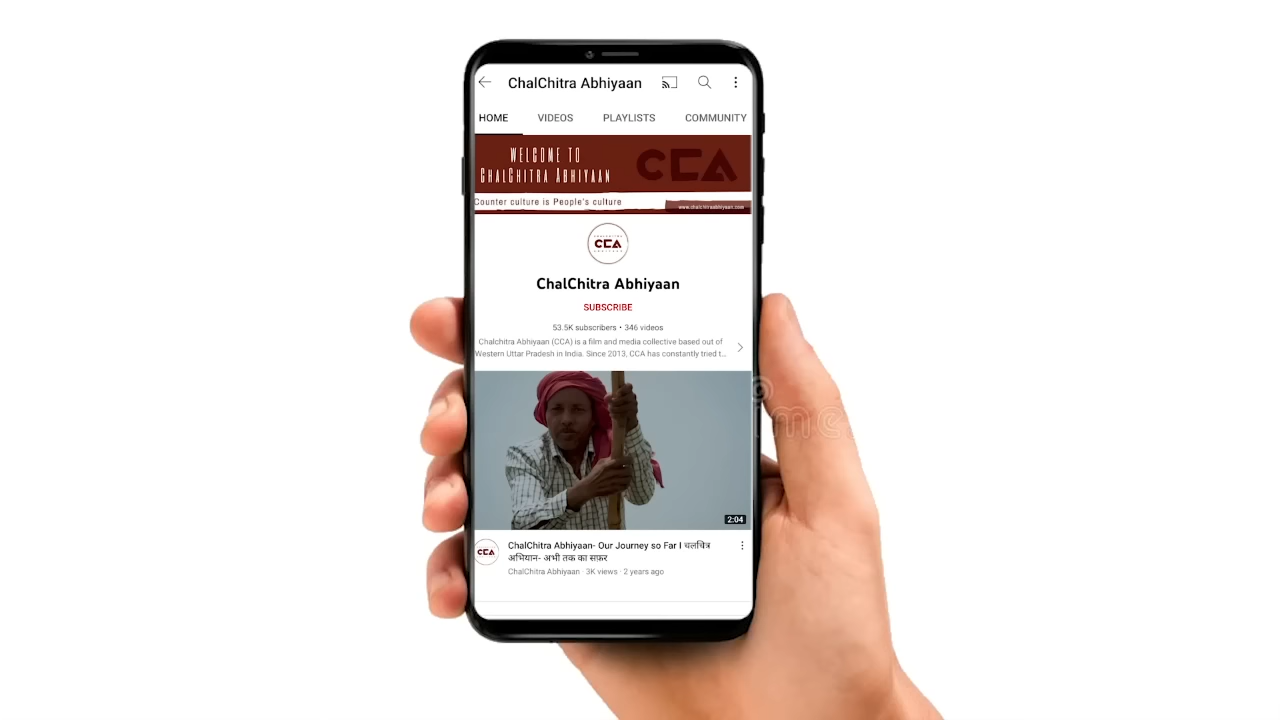 ChalChitra Abhiyaan
HOME VIDEOS PLAYLISTS COMMUNITY
WELCOME TO
CHALCHITRA ABHIYAAN
CCA
Counter culture is People's culture
www.chalchitraabhiyaan.com
CCA
ChalChitra Abhiyaan
SUBSCRIBE
53.5K subscribers • 346 videos
Chalchitra Abhiyaan (CCA) is a film and media collective based out of
Western Uttar Pradesh in India. Since 2013, CCA has constantly tried t...
2:04
CCA
ChalChitra Abhiyaan- Our Journey so Far I चलचित्र
अभियान- अभी तक का सफ़र
ChalChitra Abhiyaan · 3K views · 2 years ago